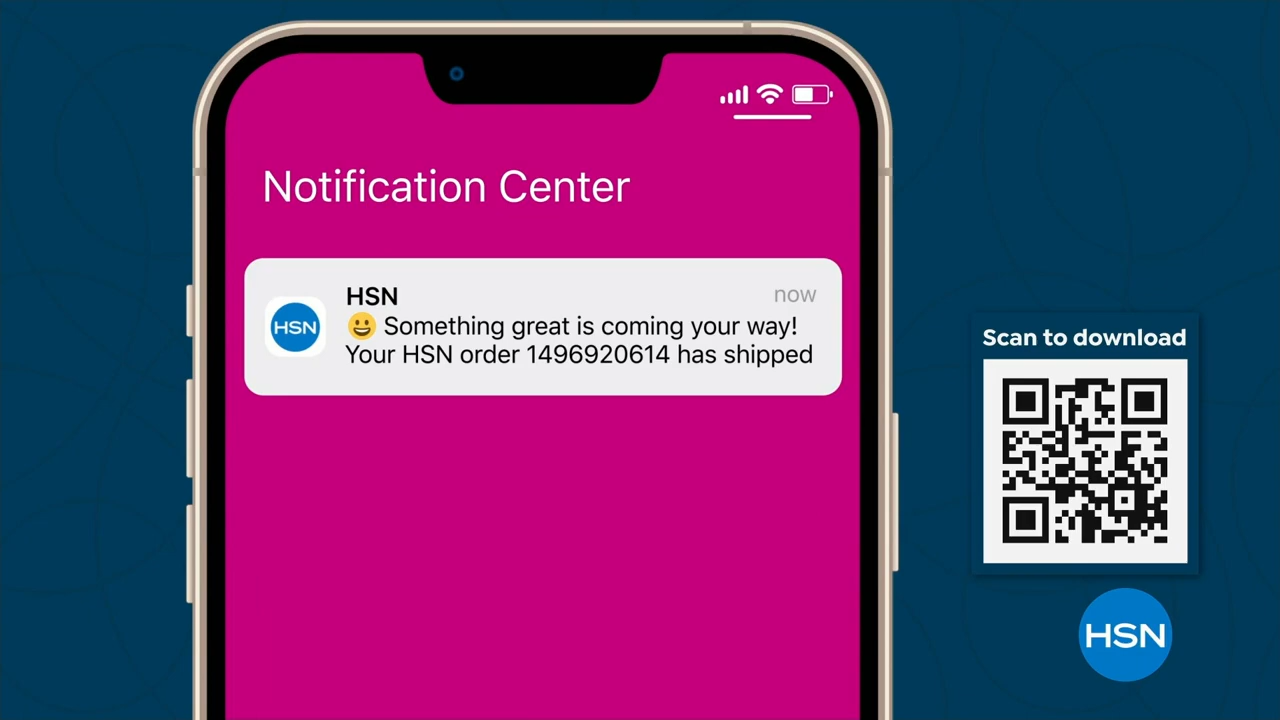 Notification Center
HSN
now
HSN
😀 Something great is coming your way!
Your HSN order 1496920614 has shipped
Scan to download
HSN